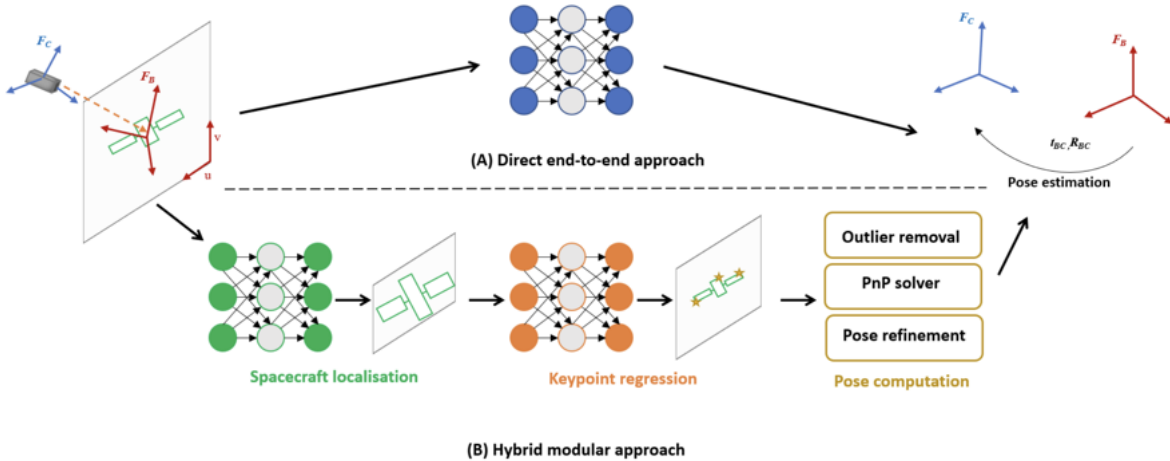 F_C
F_B
v
u
(A) Direct end-to-end approach
F_C
F_B
t_BC, R_BC
Pose estimation
Spacecraft localisation
Keypoint regression
Outlier removal
PnP solver
Pose refinement
Pose computation
(B) Hybrid modular approach